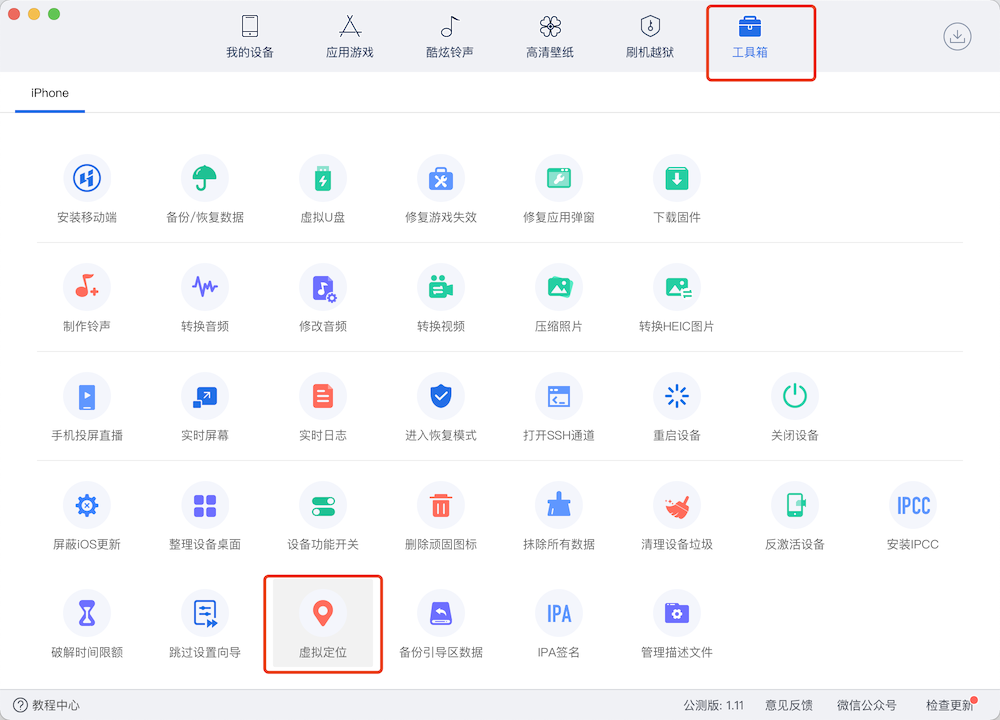 我的设备
应用游戏
酷炫铃声
高清壁纸
刷机越狱
工具箱
iPhone
安装移动端
备份/恢复数据
虚拟U盘
修复游戏失效
修复应用弹窗
下载固件
制作铃声
转换音频
修改音频
转换视频
压缩照片
转换HEIC图片
手机投屏直播
实时屏幕
实时日志
进入恢复模式
打开SSH通道
重启设备
关闭设备
IPCC
屏蔽iOS更新
整理设备桌面
设备功能开关
删除顽固图标
抹除所有数据
清理设备垃圾
反激活设备
安装IPCC
IPA
破解时间限额
跳过设置向导
虚拟定位
备份引导区数据
IPA签名
管理描述文件
教程中心
公测版: 1.11
意见反馈
微信公众号
检查更新